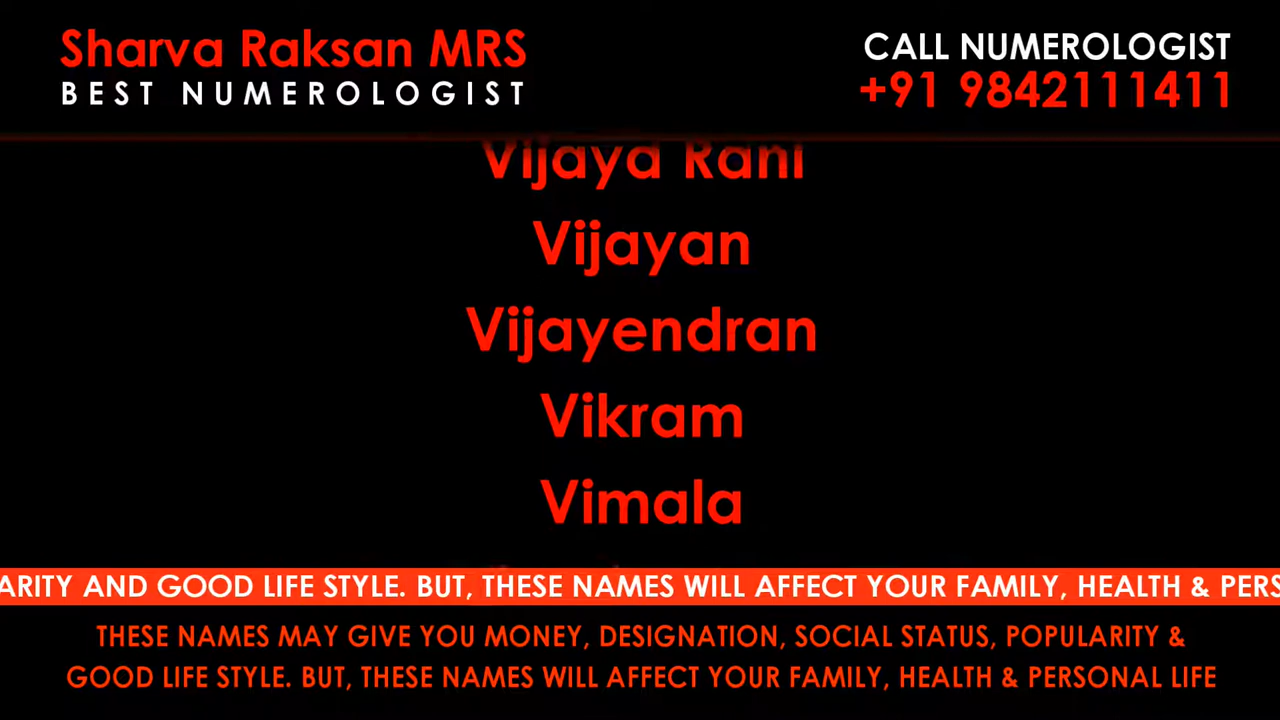 Sharva Raksan MRS
BEST NUMEROLOGIST
CALL NUMEROLOGIST
+91 9842111411
Vijaya Rani
Vijayan
Vijayendran
Vikram
Vimala
ARITY AND GOOD LIFE STYLE. BUT, THESE NAMES WILL AFFECT YOUR FAMILY, HEALTH & PERS
THESE NAMES MAY GIVE YOU MONEY, DESIGNATION, SOCIAL STATUS, POPULARITY &
GOOD LIFE STYLE. BUT, THESE NAMES WILL AFFECT YOUR FAMILY, HEALTH & PERSONAL LIFE